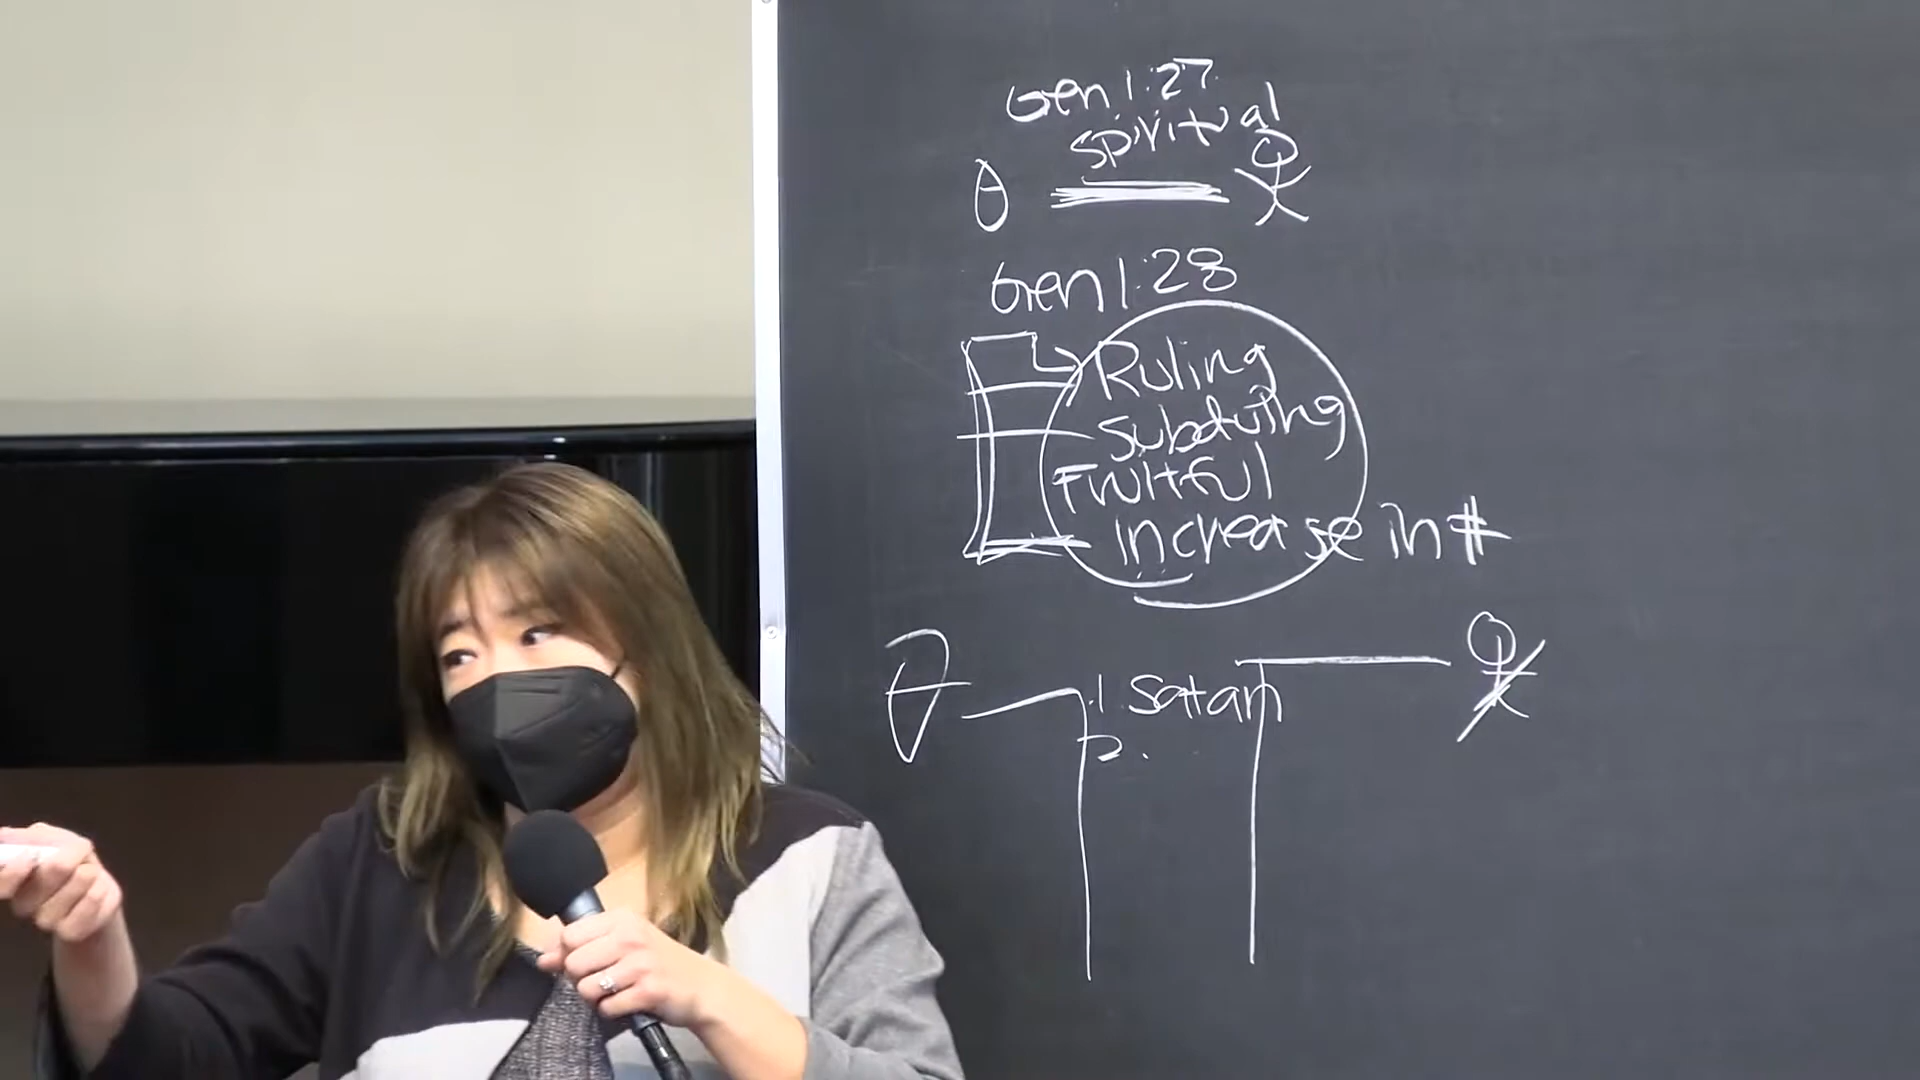 Gen 1:27
spiritual
θ
Gen 1:28
Ruling
Subduing
Fruitful
increase in #
θ
1. Satan
2.